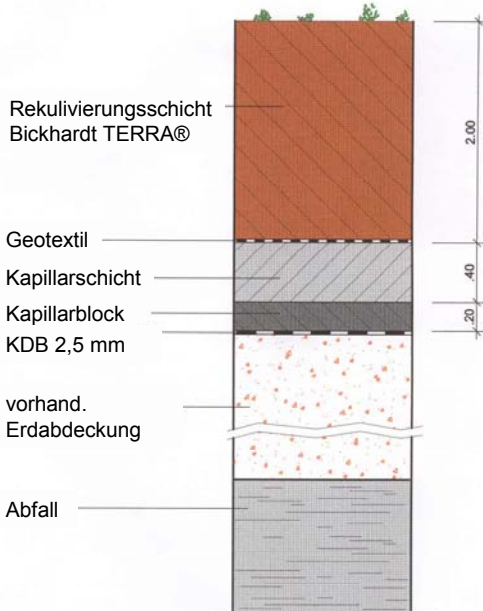 Rekulivierungsschicht
Bickhardt TERRA®
2.00
Geotextil
Kapillarschicht
.40
Kapillarblock
.20
KDB 2,5 mm
vorhand.
Erdabdeckung
Abfall